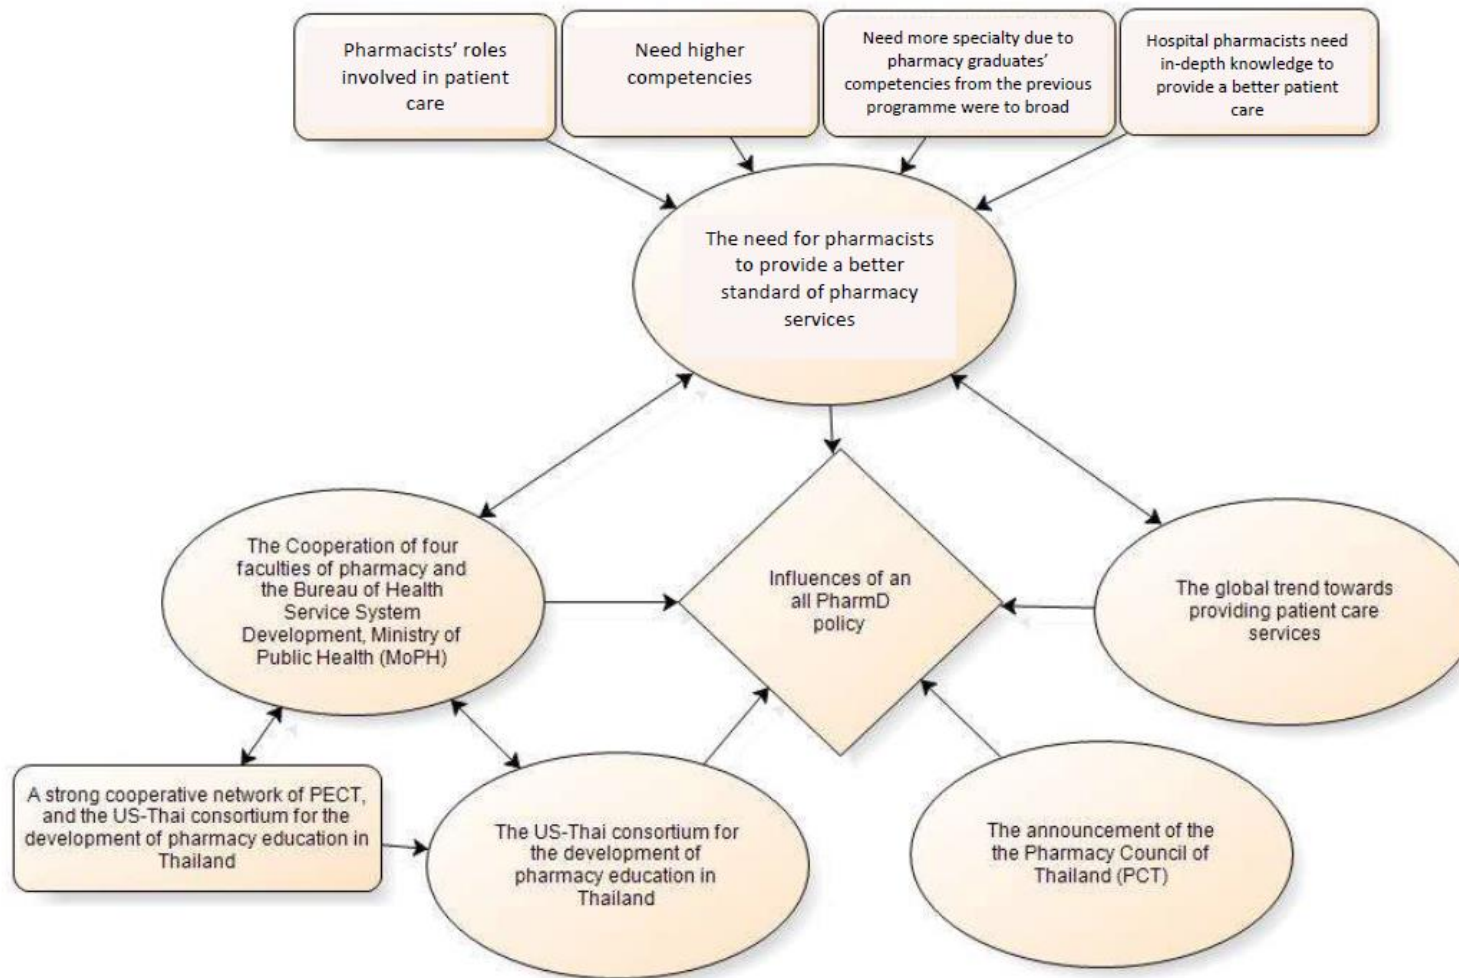 Pharmacists' roles
involved in patient
care
Need higher
competencies
Need more specialty due to
pharmacy graduates'
competencies from the previous
programme were to broad
Hospital pharmacists need
in-depth knowledge to
provide a better patient
care
The need for pharmacists
to provide a better
standard of pharmacy
services
The Cooperation of four
faculties of pharmacy and
the Bureau of Health
Service System
Development, Ministry of
Public Health (MoPH)
Influences of an
all PharmD
policy
The global trend towards
providing patient care
services
A strong cooperative network of PECT,
and the US-Thai consortium for the
development of pharmacy education in
Thailand
The US-Thai consortium for
the development of
pharmacy education in
Thailand
The announcement of the
the Pharmacy Council of
Thailand (PCT)